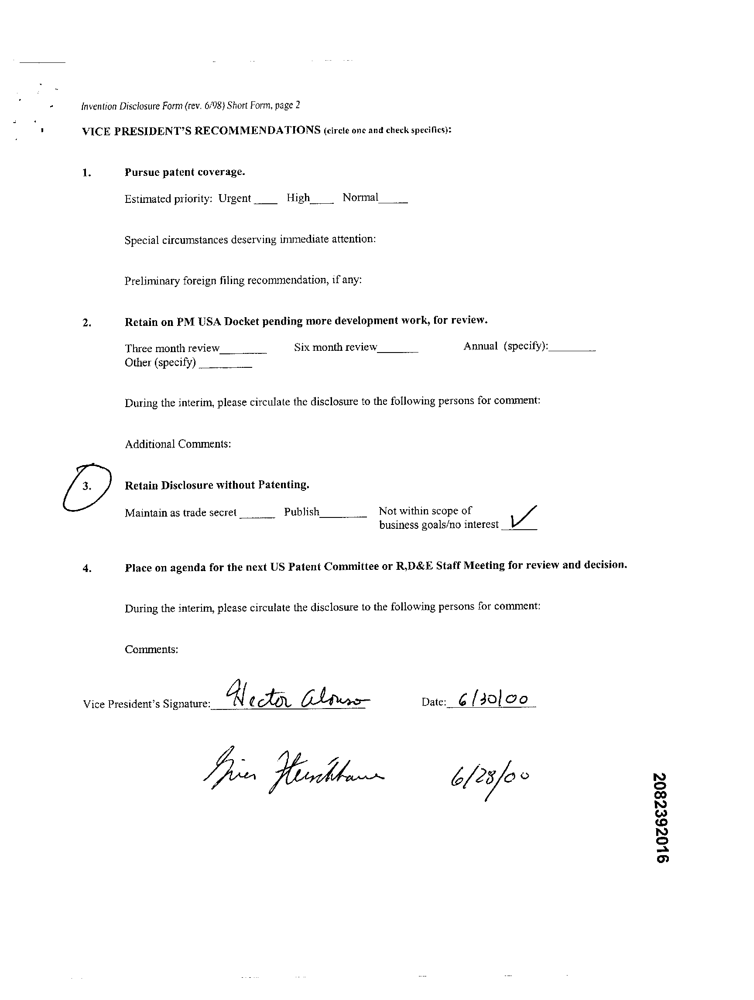 Invention Disclosure Form (rev. 6/98) Short Form, page 2
VICE PRESIDENT'S RECOMMENDATIONS (circle one and check specifics):
1. Pursue patent coverage.
Estimated priority: Urgent ____ High____ Normal_____
Special circumstances deserving immediate attention:
Preliminary foreign filing recommendation, if any:
2. Retain on PM USA Docket pending more development work, for review.
Three month review________ Six month review_______ Annual (specify):________
Other (specify) _________
During the interim, please circulate the disclosure to the following persons for comment:
Additional Comments:
3. Retain Disclosure without Patenting.
Maintain as trade secret ______ Publish________ Not within scope of
business goals/no interest ✓
4. Place on agenda for the next US Patent Committee or R,D&E Staff Meeting for review and decision.
During the interim, please circulate the disclosure to the following persons for comment:
Comments:
Vice President's Signature: Hector Alonso Date: 6/30/00
6/28/00
2082392016